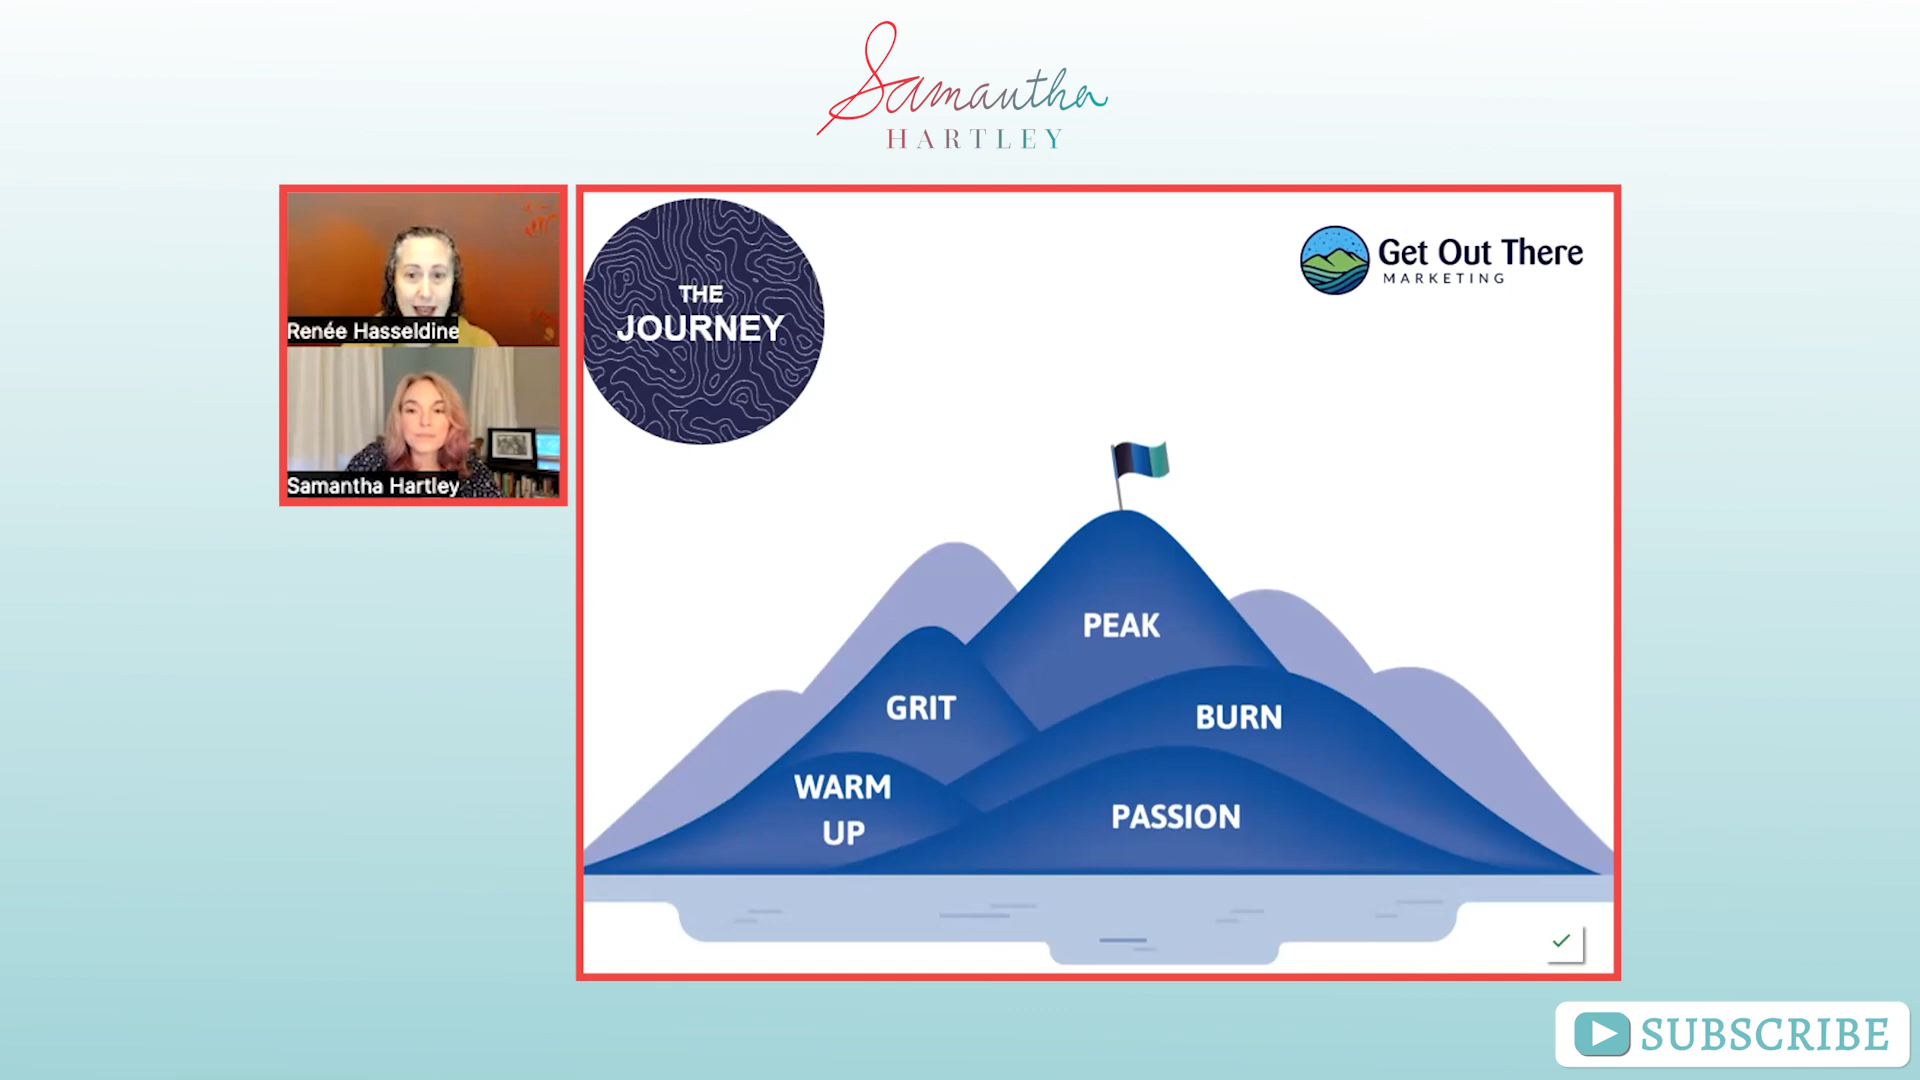 Samantha
HARTLEY
Renée Hasseldine
Samantha Hartley
THE
JOURNEY
Get Out There
MARKETING
PEAK
GRIT
BURN
WARM
UP
PASSION
SUBSCRIBE